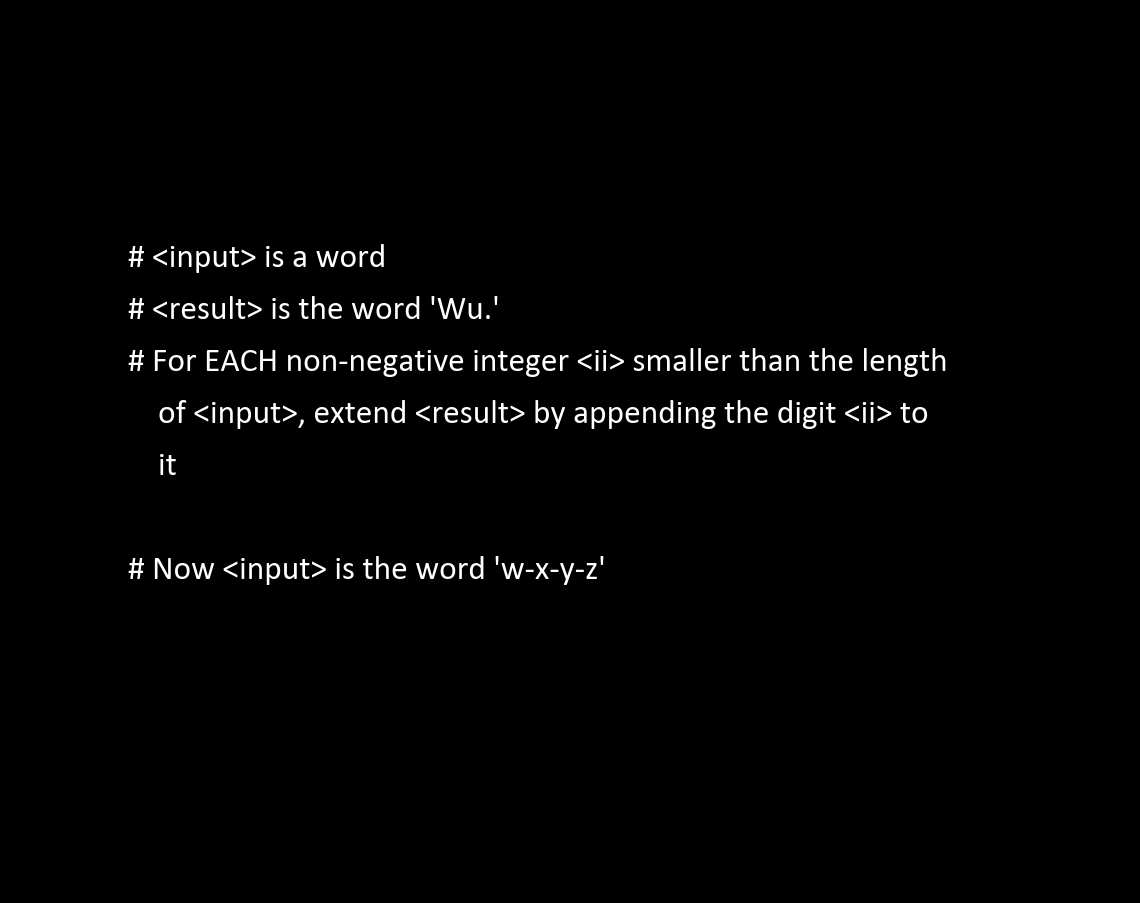 # <input> is a word
# <result> is the word 'Wu.'
# For EACH non-negative integer <ii> smaller than the length
of <input>, extend <result> by appending the digit <ii> to
it
# Now <input> is the word 'w-x-y-z'